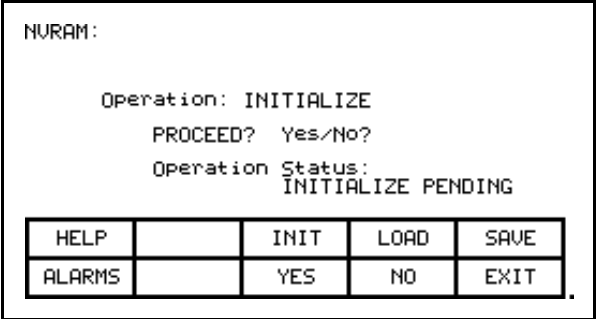 NVRAM:
Operation: INITIALIZE
PROCEED? Yes/No?
Operation Status:
INITIALIZE PENDING
HELP INIT LOAD SAVE
ALARMS YES NO EXIT
.